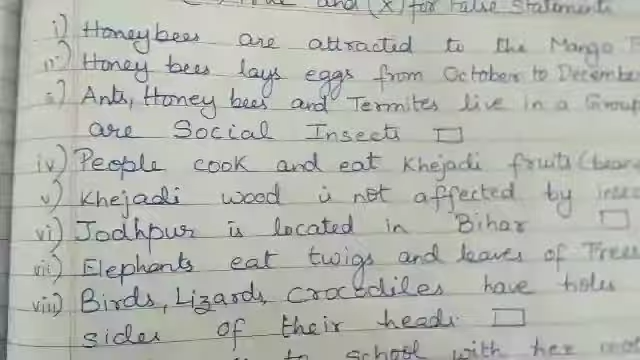 and (X) for False Statements
i) Honeybees are attracted to the Mango
ii) Honey bees lays eggs from October to December
iii) Ants, Honey bees and Termites live in a Group
are Social Insects
iv) People cook and eat Khejadi fruits (beans
v) Khejadi wood is not affected by insec
vi) Jodhpur is located in Bihar
vii) Elephants eat twigs and leaves of Trees
viii) Birds, Lizards, Crocodiles have holes
sides of their heads.
to school with her